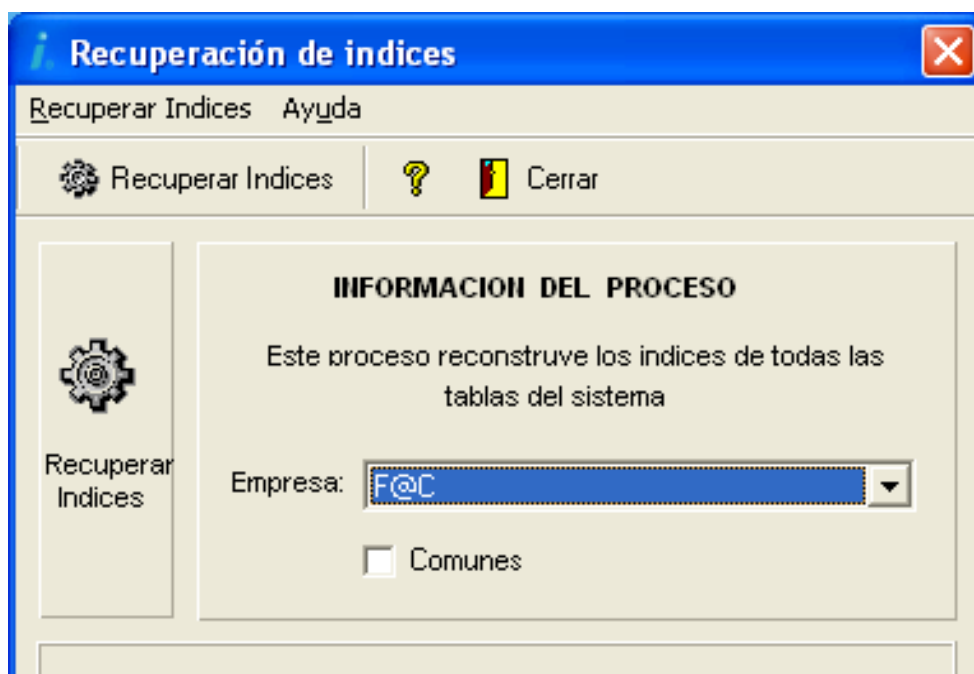 Recuperación de indices
Recuperar Indices Ayuda
Recuperar Indices ? Cerrar
INFORMACION DEL PROCESO
Este proceso reconstruye los indices de todas las
tablas del sistema
Recuperar
Indices
Empresa: F@C
Comunes